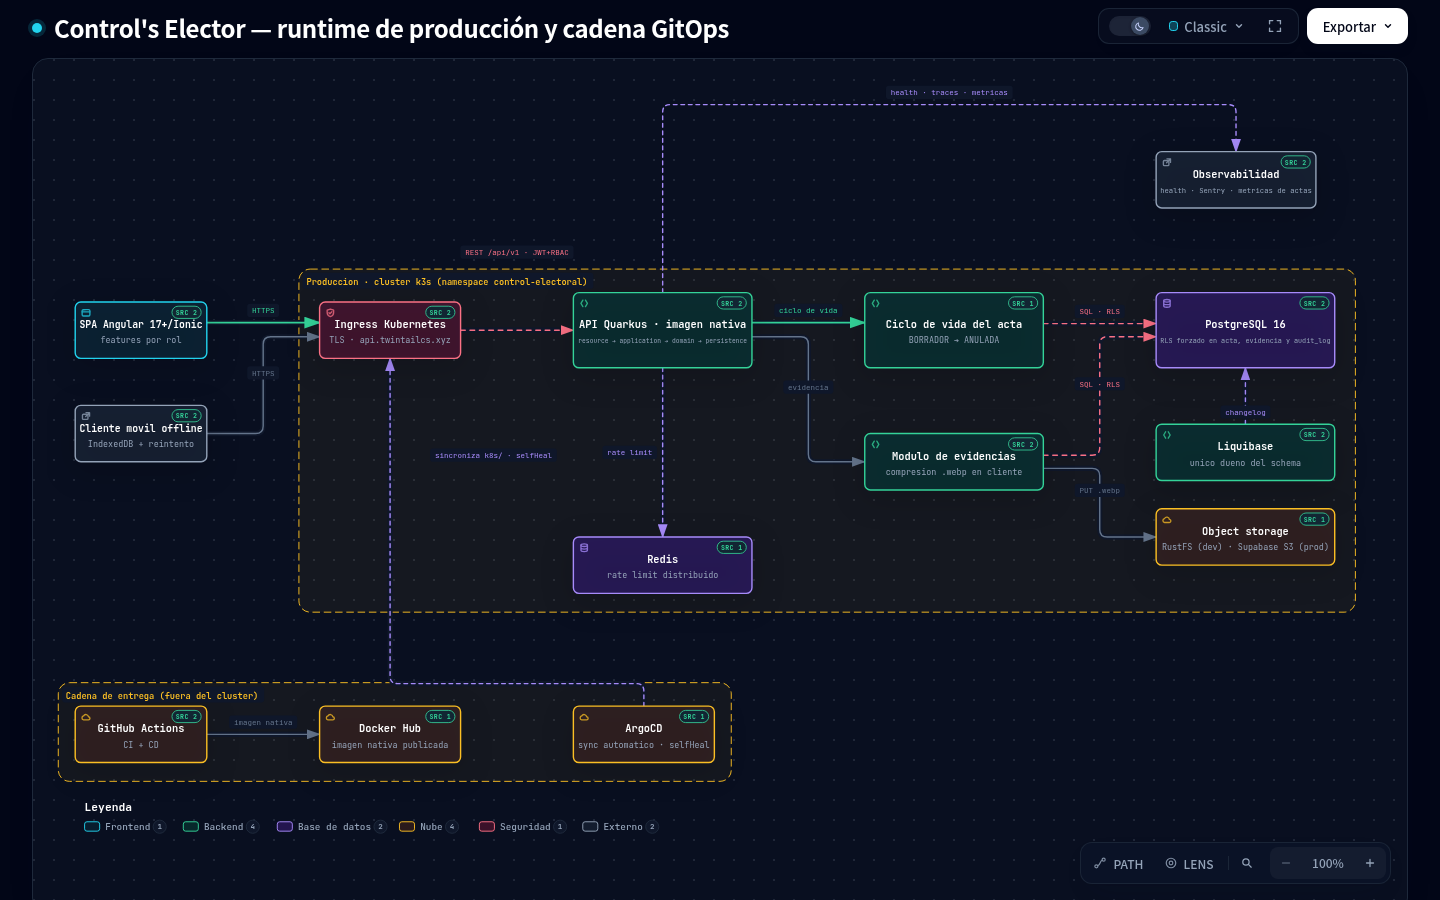 Control's Elector — runtime de producción y cadena GitOps
Classic
Exportar
health · traces · metricas
SRC 2
Observabilidad
health · Sentry · metricas de actas
REST /api/v1 · JWT+RBAC
Produccion · cluster k3s (namespace control-electoral)
SRC 2
SPA Angular 17+/Ionic
features por rol
HTTPS
SRC 2
Ingress Kubernetes
TLS · api.twintailcs.xyz
SRC 2
API Quarkus · imagen nativa
resource → application → domain → persistence
ciclo de vida
SRC 1
Ciclo de vida del acta
BORRADOR → ANULADA
SQL · RLS
SRC 2
PostgreSQL 16
RLS forzado en acta, evidencia y audit_log
HTTPS
evidencia
SQL · RLS
SRC 2
Cliente movil offline
IndexedDB + reintento
changelog
sincroniza k8s/ · selfHeal
rate limit
SRC 2
Modulo de evidencias
compresion .webp en cliente
SRC 2
Liquibase
unico dueno del schema
PUT .webp
SRC 1
Object storage
RustFS (dev) · Supabase S3 (prod)
SRC 1
Redis
rate limit distribuido
Cadena de entrega (fuera del cluster)
SRC 2
GitHub Actions
CI + CD
imagen nativa
SRC 1
Docker Hub
imagen nativa publicada
SRC 1
ArgoCD
sync automatico · selfHeal
Leyenda
Frontend 1
Backend 4
Base de datos 2
Nube 4
Seguridad 1
Externo 2
PATH
LENS
100%